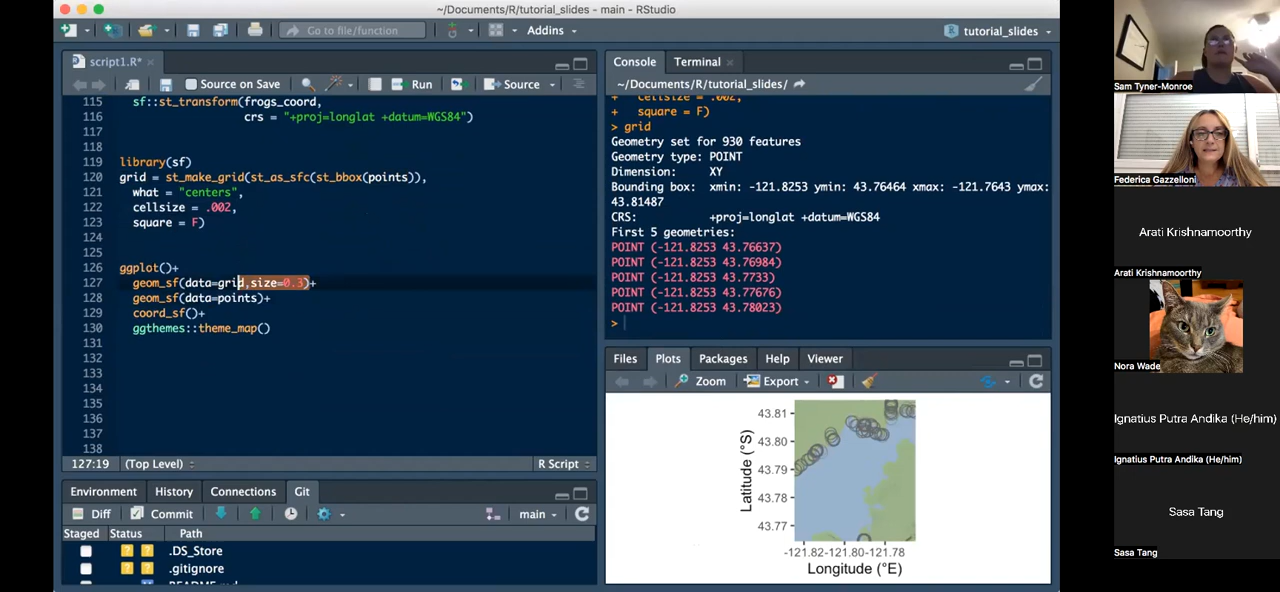 ~/Documents/R/tutorial_slides - main - RStudio
Go to file/function
Addins
tutorial_slides
script1.R*
Source on Save
Run
Source
115 sf::st_transform(frogs_coord,
116 crs = "+proj=longlat +datum=WGS84")
117
118
119 library(sf)
120 grid = st_make_grid(st_as_sfc(st_bbox(points)),
121 what = "centers",
122 cellsize = .002,
123 square = F)
124
125
126 ggplot()+
127 geom_sf(data=grid,size=0.3)+
128 geom_sf(data=points)+
129 coord_sf()+
130 ggthemes::theme_map()
131
132
133
134
135
136
137
138
127:19 (Top Level)
R Script
Environment History Connections Git
Diff Commit main
Staged Status Path
.DS_Store
.gitignore
README.md
Console Terminal
~/Documents/R/tutorial_slides/
+ cellsize = .002,
+ square = F)
> grid
Geometry set for 930 features
Geometry type: POINT
Dimension: XY
Bounding box: xmin: -121.8253 ymin: 43.76464 xmax: -121.7643 ymax:
43.81487
CRS: +proj=longlat +datum=WGS84
First 5 geometries:
POINT (-121.8253 43.76637)
POINT (-121.8253 43.76984)
POINT (-121.8253 43.7733)
POINT (-121.8253 43.77676)
POINT (-121.8253 43.78023)
>
Files Plots Packages Help Viewer
Zoom Export
43.81
43.80
43.79
43.78
43.77
Latitude (°S)
-121.82 -121.80 -121.78
Longitude (°E)
Sam Tyner-Monroe
Federica Gazzelloni
Arati Krishnamoorthy
Arati Krishnamoorthy
Nora Wade
Ignatius Putra Andika (He/him)
Ignatius Putra Andika (He/him)
Sasa Tang
Sasa Tang